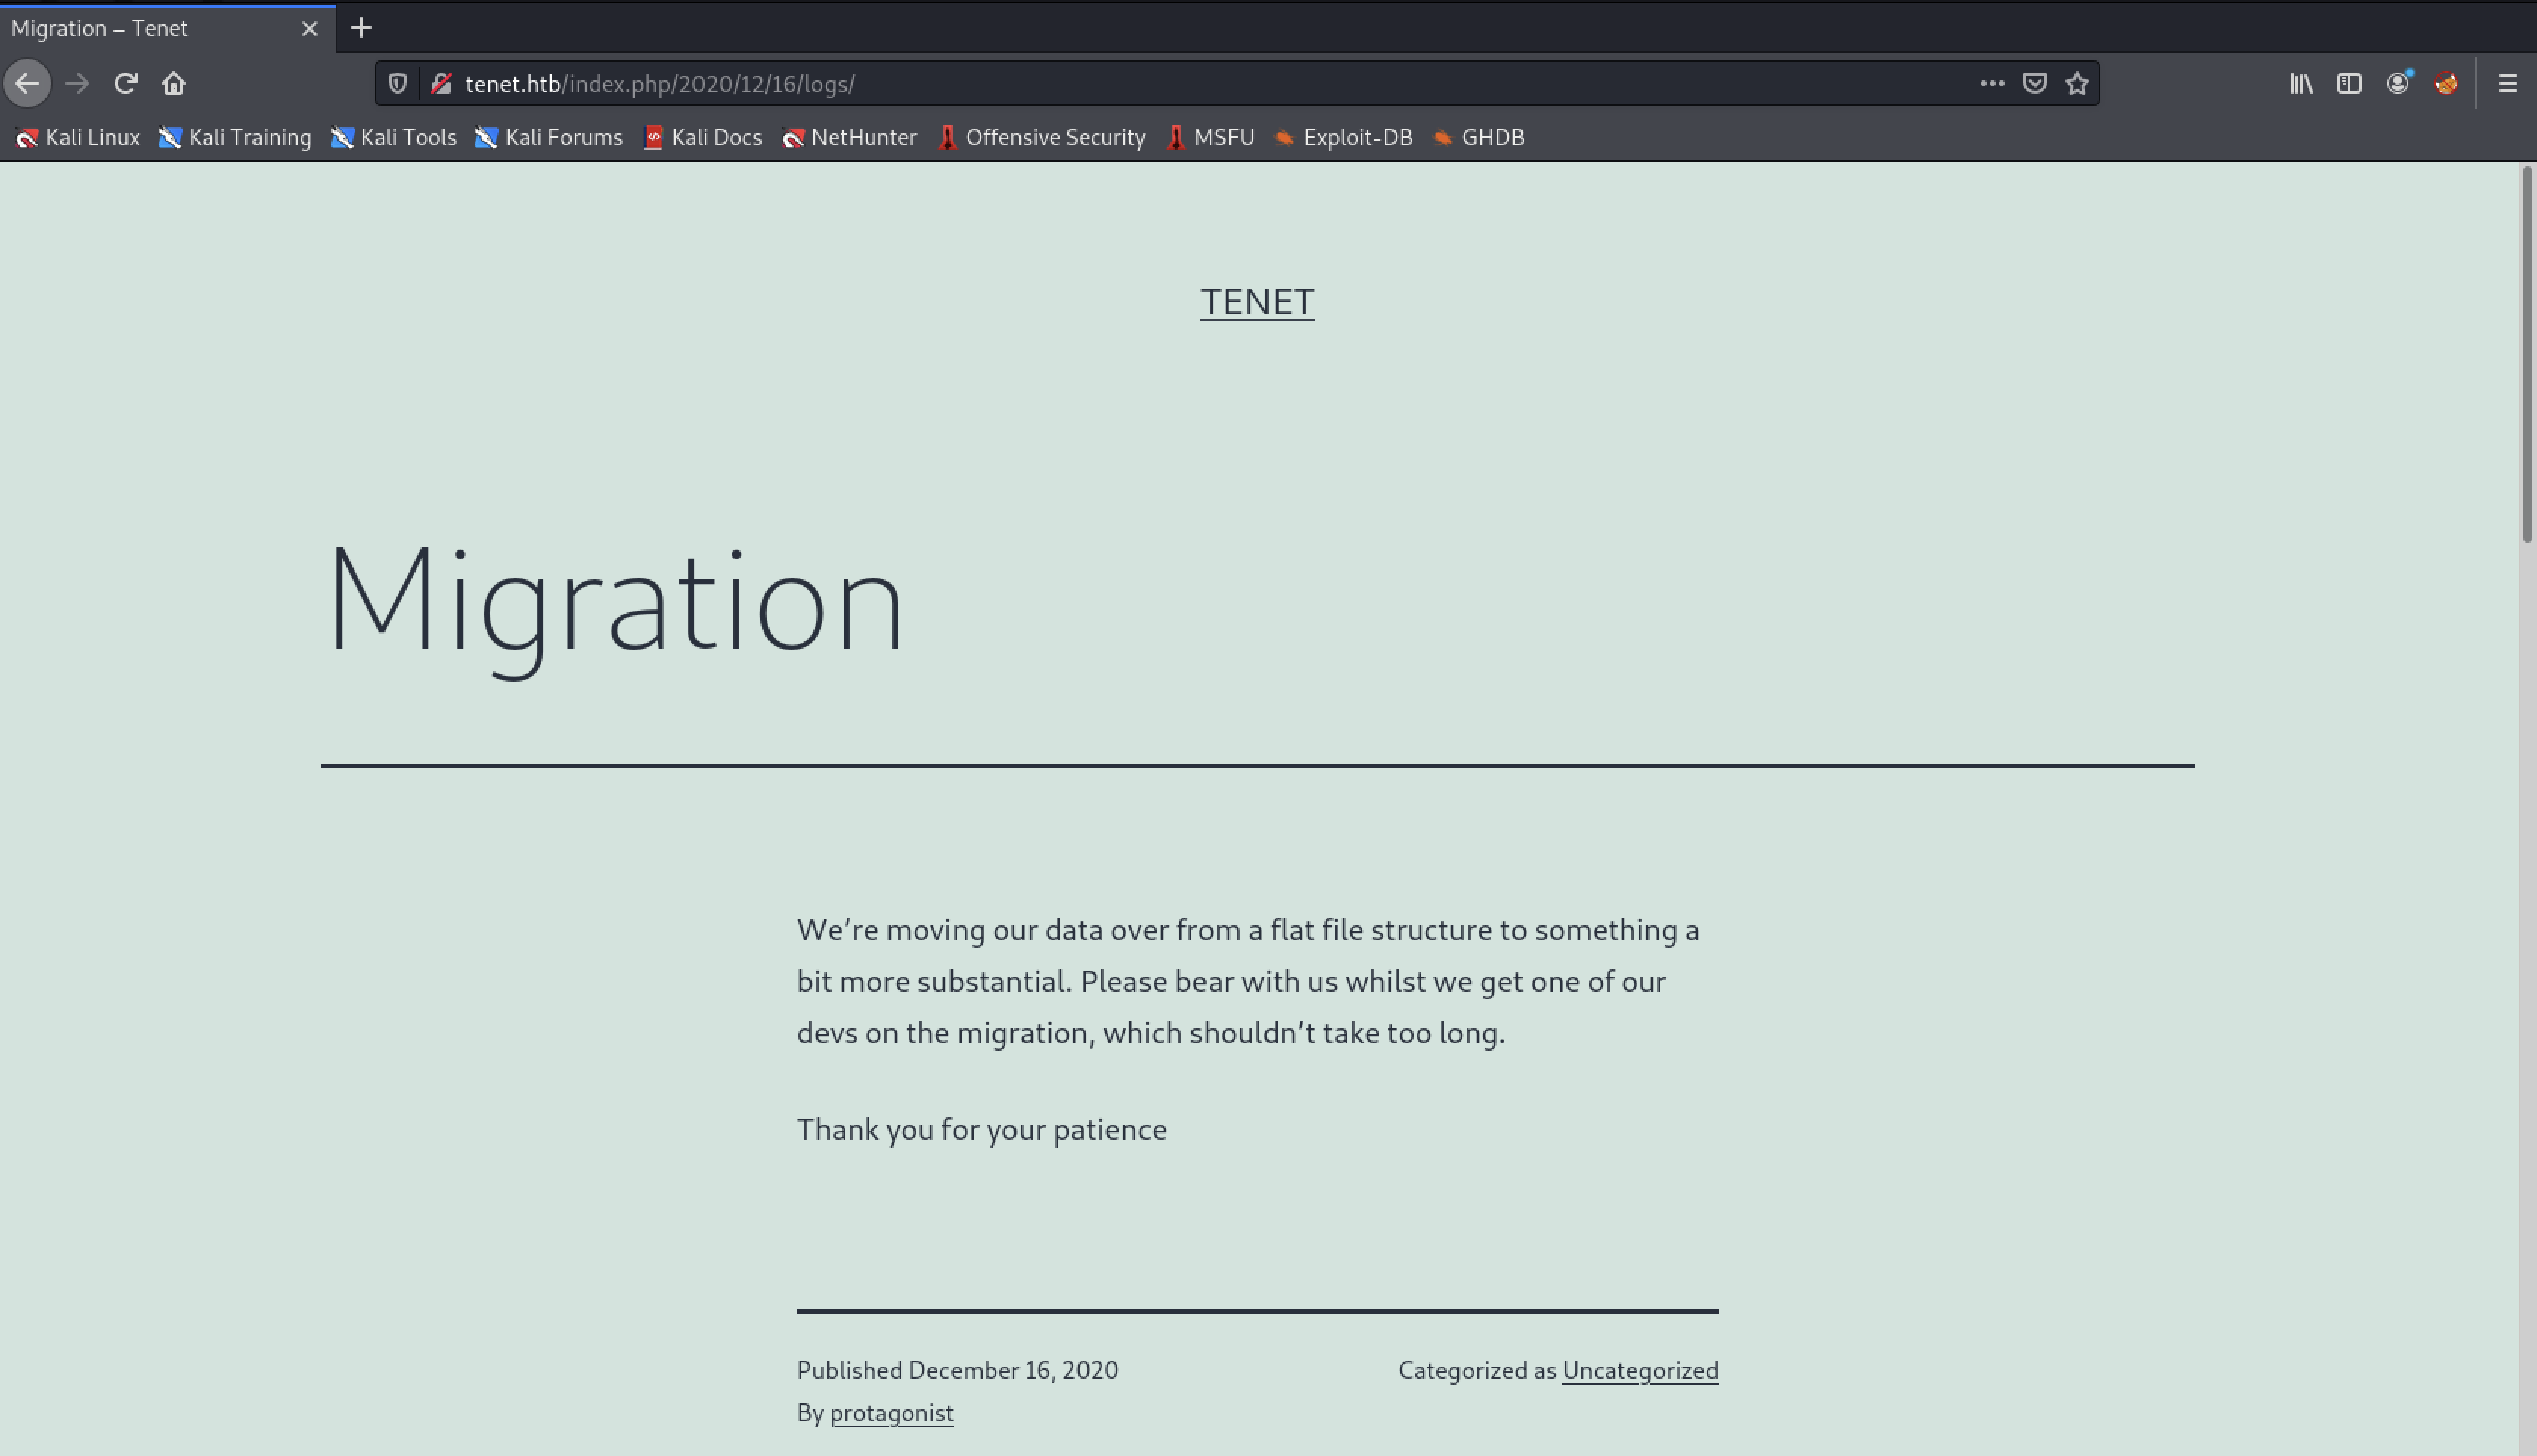 Migration – Tenet
tenet.htb/index.php/2020/12/16/logs/
Kali Linux Kali Training Kali Tools Kali Forums Kali Docs NetHunter Offensive Security MSFU Exploit-DB GHDB
TENET
Migration
We’re moving our data over from a flat file structure to something a
bit more substantial. Please bear with us whilst we get one of our
devs on the migration, which shouldn’t take too long.
Thank you for your patience
Published December 16, 2020 Categorized as Uncategorized
By protagonist